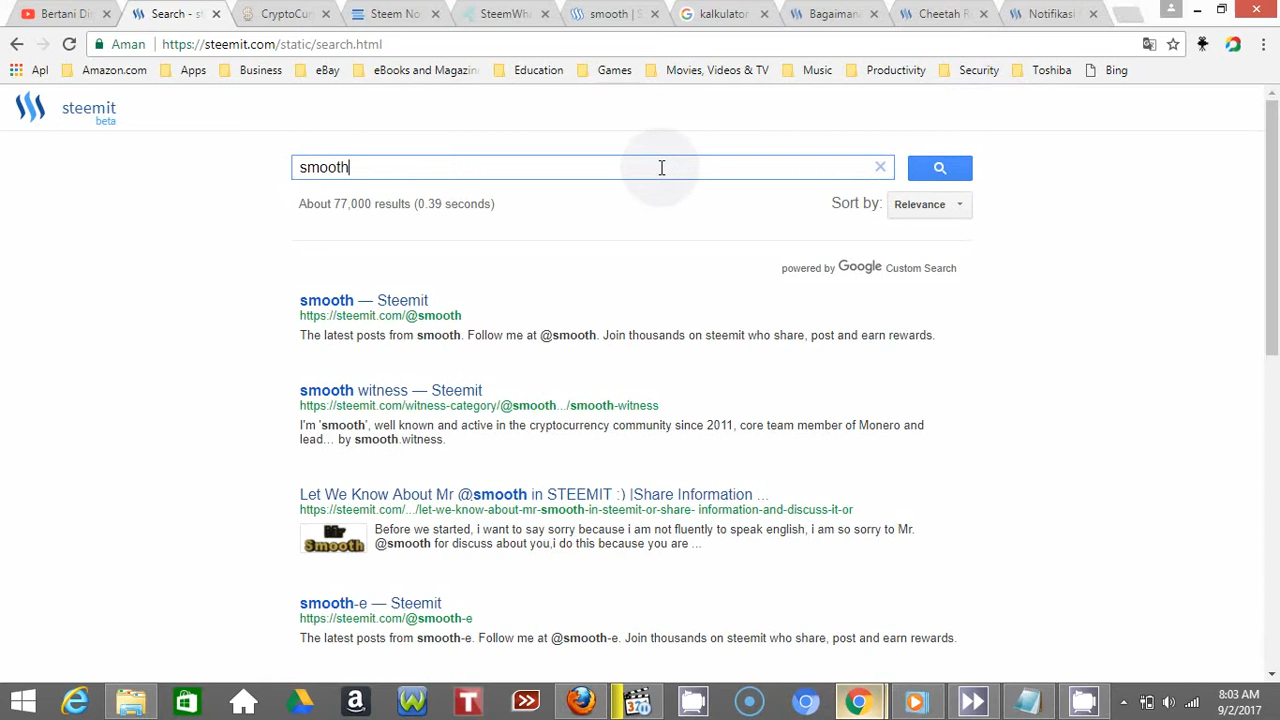 Bertani Di
Search - st
CryptoCur
Steem No
SteemWh
smooth | S
kalkulator
Bagaiman
Cheetah R
Notifikasi
Aman
https://steemit.com/static/search.html
Apl
Amazon.com
Apps
Business
eBay
eBooks and Magazin
Education
Games
Movies, Videos & TV
Music
Productivity
Security
Toshiba
Bing
steemit
beta
smooth
About 77,000 results (0.39 seconds)
Sort by:
Relevance
powered by Google Custom Search
smooth — Steemit
https://steemit.com/@smooth
The latest posts from smooth. Follow me at @smooth. Join thousands on steemit who share, post and earn rewards.
smooth witness — Steemit
https://steemit.com/witness-category/@smooth.../smooth-witness
I'm 'smooth', well known and active in the cryptocurrency community since 2011, core team member of Monero and
lead... by smooth.witness.
Let We Know About Mr @smooth in STEEMIT :) |Share Information ...
https://steemit.com/.../let-we-know-about-mr-smooth-in-steemit-or-share- information-and-discuss-it-or
Mr
Smooth
Before we started, i want to say sorry because i am not fluently to speak english, i am so sorry to Mr.
@smooth for discuss about you,i do this because you are ...
smooth-e — Steemit
https://steemit.com/@smooth-e
The latest posts from smooth-e. Follow me at @smooth-e. Join thousands on steemit who share, post and earn rewards.
8:03 AM
9/2/2017